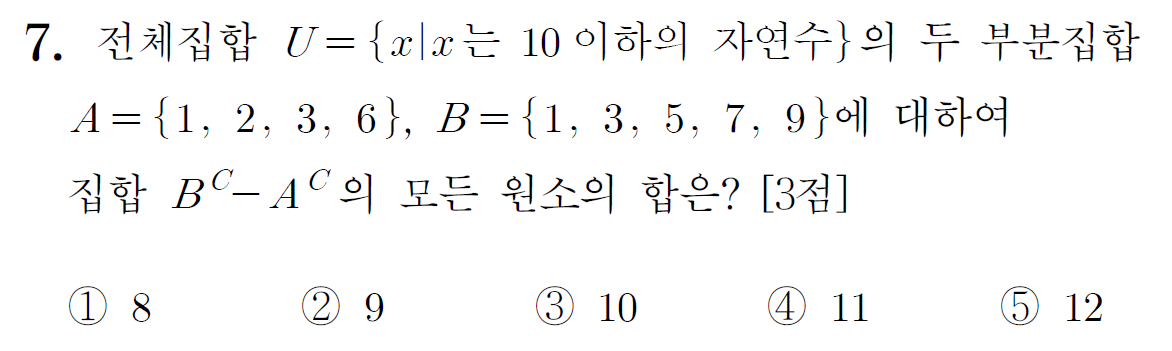 7. 전체집합 U={x|x는 10 이하의 자연수}의 두 부분집합
A={1, 2, 3, 6}, B={1, 3, 5, 7, 9}에 대하여
집합 B^C-A^C의 모든 원소의 합은? [3점]
① 8 ② 9 ③ 10 ④ 11 ⑤ 12